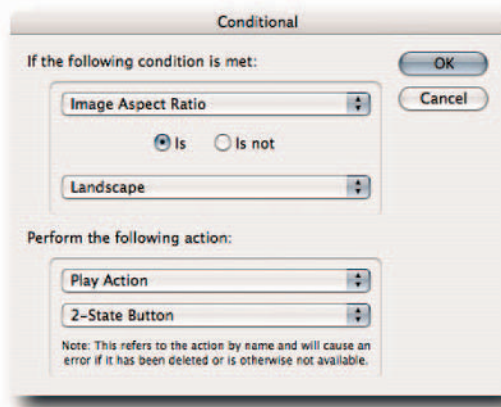 Conditional
If the following condition is met:
OK
Image Aspect Ratio
Cancel
Is
Is not
Landscape
Perform the following action:
Play Action
2-State Button
Note: This refers to the action by name and will cause an
error if it has been deleted or is otherwise not available.